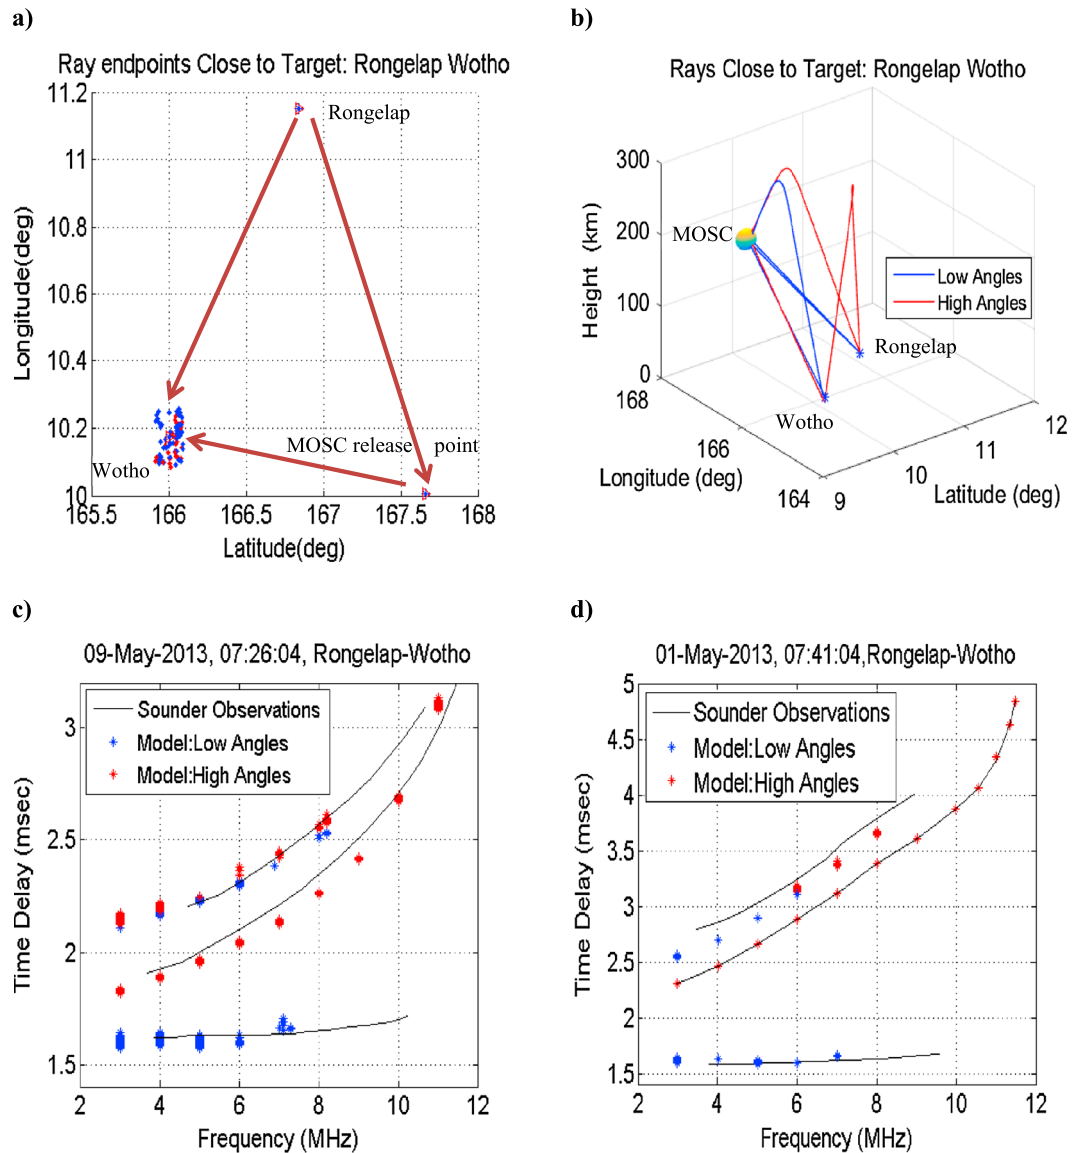 a)
Ray endpoints Close to Target: Rongelap Wotho
11.2
11
10.8
10.6
10.4
10.2
10
Longitude(deg)
Rongelap
MOSC release point
Wotho
165.5 166 166.5 167 167.5 168
Latitude(deg)
b)
Rays Close to Target: Rongelap Wotho
300
200
100
0
Height (km)
MOSC
Low Angles
High Angles
Rongelap
Wotho
168
166
164
Longitude (deg)
9
10
11
12
Latitude (deg)
c)
09-May-2013, 07:26:04, Rongelap-Wotho
Sounder Observations
Model:Low Angles
Model:High Angles
3
2.5
2
1.5
Time Delay (msec)
2 4 6 8 10 12
Frequency (MHz)
d)
01-May-2013, 07:41:04,Rongelap-Wotho
Sounder Observations
Model:Low Angles
Model:High Angles
5
4.5
4
3.5
3
2.5
2
1.5
Time Delay (msec)
2 4 6 8 10 12
Frequency (MHz)